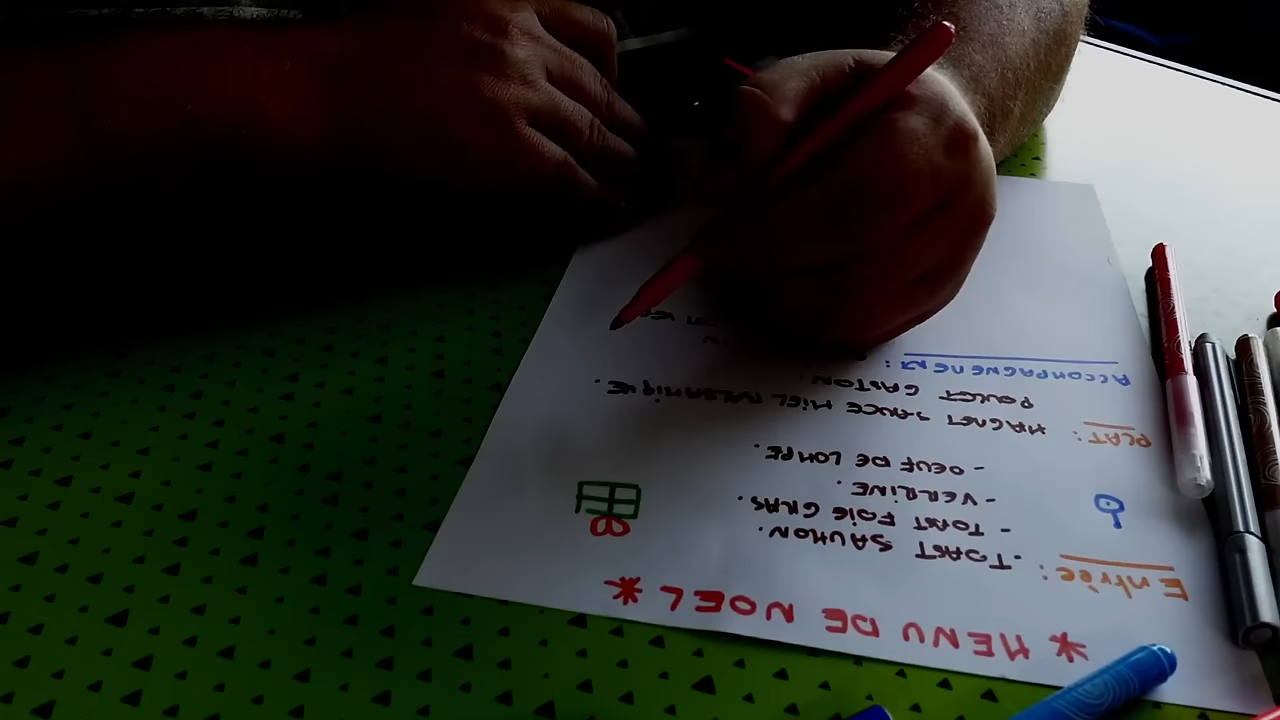 * MENU DE NOEL *
Entrée:
- TOAST SAUMON.
- TOAST FOIE GRAS.
- VERRINE.
- OEUF DE LOMPE.
PLAT: MAGRET SAUCE MIEL BALSAMIQUE.
POULET GASTON.
ACCOMPAGNEMENT: